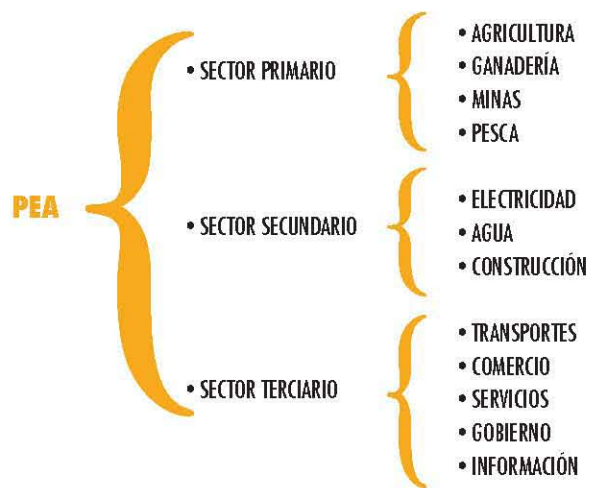 PEA
• SECTOR PRIMARIO
• AGRICULTURA
• GANADERÍA
• MINAS
• PESCA
• SECTOR SECUNDARIO
• ELECTRICIDAD
• AGUA
• CONSTRUCCIÓN
• SECTOR TERCIARIO
• TRANSPORTES
• COMERCIO
• SERVICIOS
• GOBIERNO
• INFORMACIÓN